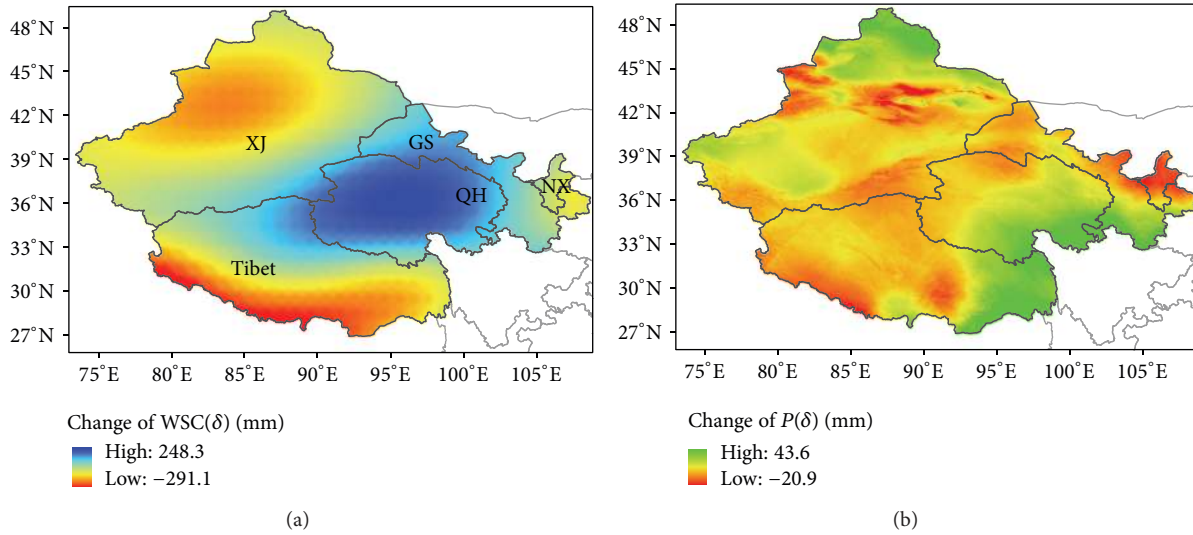 48°N
45°N
42°N
39°N
36°N
33°N
30°N
27°N
XJ
GS
QH
NX
Tibet
75°E 80°E 85°E 90°E 95°E 100°E 105°E
Change of WSC(δ) (mm)
High: 248.3
Low: −291.1
(a)
48°N
45°N
42°N
39°N
36°N
33°N
30°N
27°N
75°E 80°E 85°E 90°E 95°E 100°E 105°E
Change of P(δ) (mm)
High: 43.6
Low: −20.9
(b)